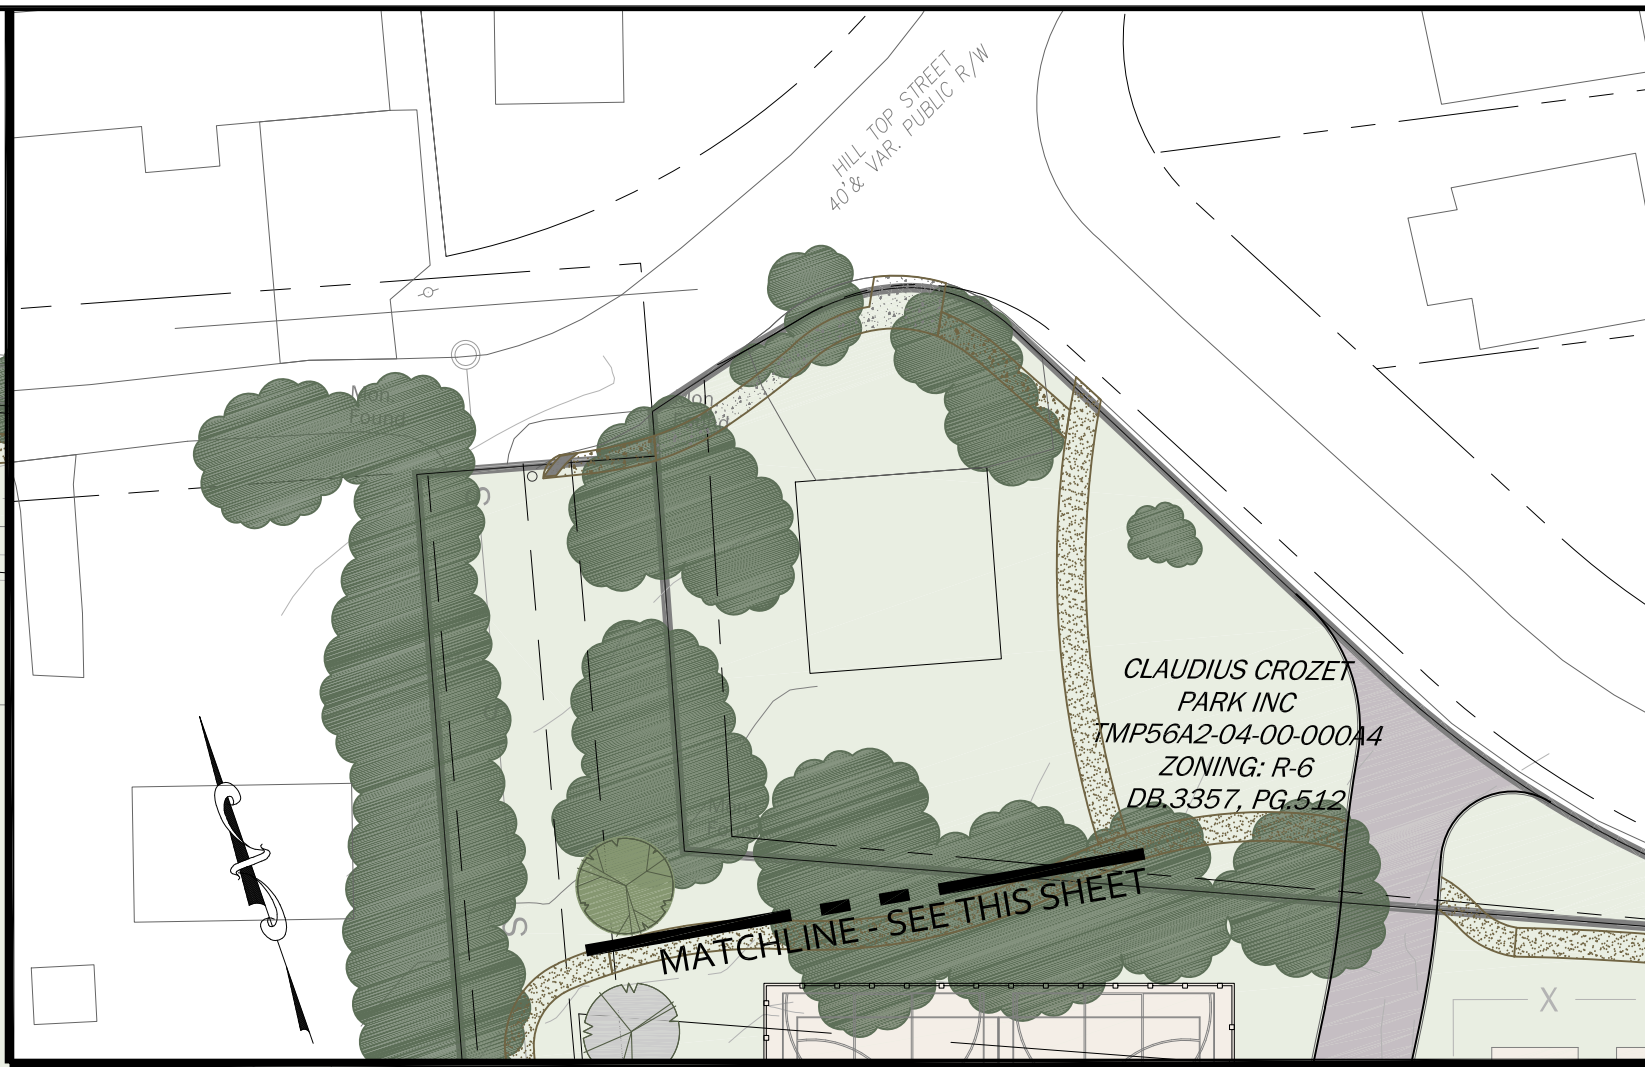 HILL TOP STREET
40'& VAR. PUBLIC R/W
Mon.
Found
Mon.
Found
S
CLAUDIUS CROZET
PARK INC
TMP56A2-04-00-000A4
ZONING: R-6
DB.3357, PG.512
Mon.
S
MATCHLINE - SEE THIS SHEET
X